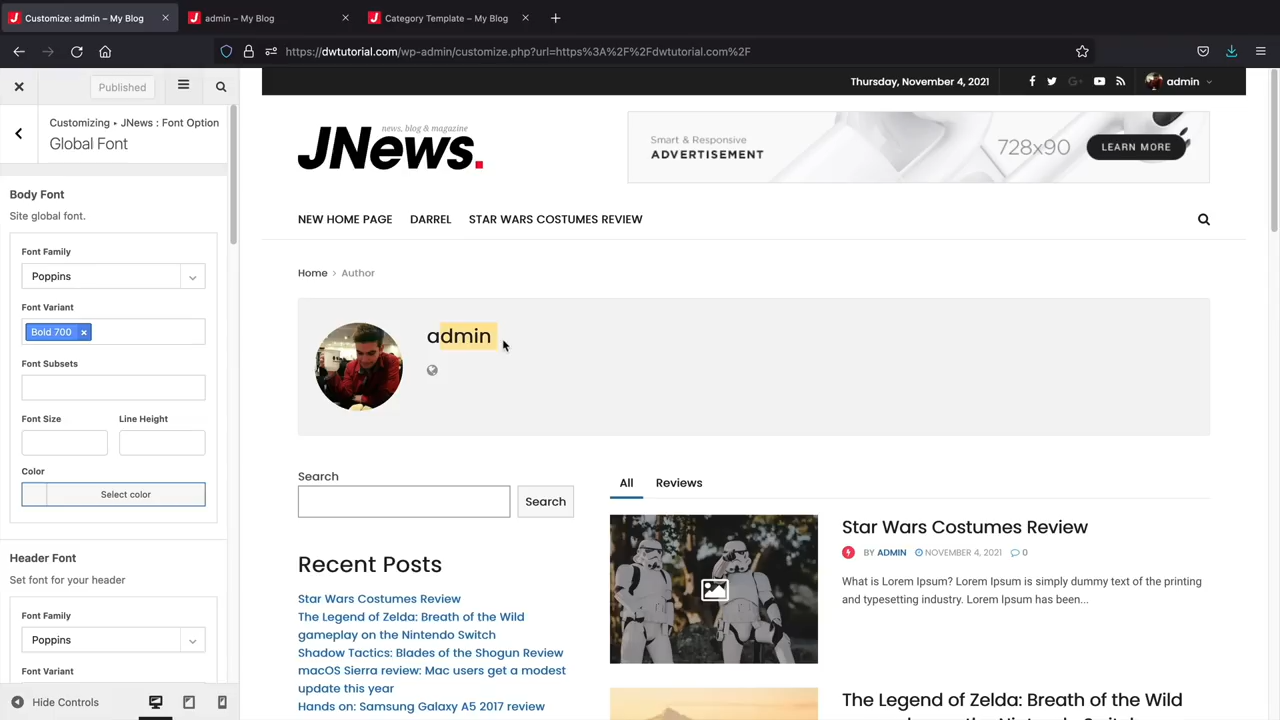 Customize: admin – My Blog
admin – My Blog
Category Template – My Blog
https://dwtutorial.com/wp-admin/customize.php?url=https%3A%2F%2Fdwtutorial.com%2F
Published
Customizing • JNews : Font Option
Global Font
Body Font
Site global font.
Font Family
Poppins
Font Variant
Bold 700 ×
Font Subsets
Font Size Line Height
Color
Select color
Header Font
Set font for your header
Font Family
Poppins
Font Variant
Hide Controls
Thursday, November 4, 2021
admin
news, blog & magazine
JNews.
Smart & Responsive
ADVERTISEMENT
728x90
LEARN MORE
NEW HOME PAGE DARREL STAR WARS COSTUMES REVIEW
Home > Author
admin
Search
Search
Recent Posts
Star Wars Costumes Review
The Legend of Zelda: Breath of the Wild
gameplay on the Nintendo Switch
Shadow Tactics: Blades of the Shogun Review
macOS Sierra review: Mac users get a modest
update this year
Hands on: Samsung Galaxy A5 2017 review
All Reviews
Star Wars Costumes Review
BY ADMIN NOVEMBER 4, 2021 0
What is Lorem Ipsum? Lorem Ipsum is simply dummy text of the printing
and typesetting industry. Lorem Ipsum has been...
The Legend of Zelda: Breath of the Wild